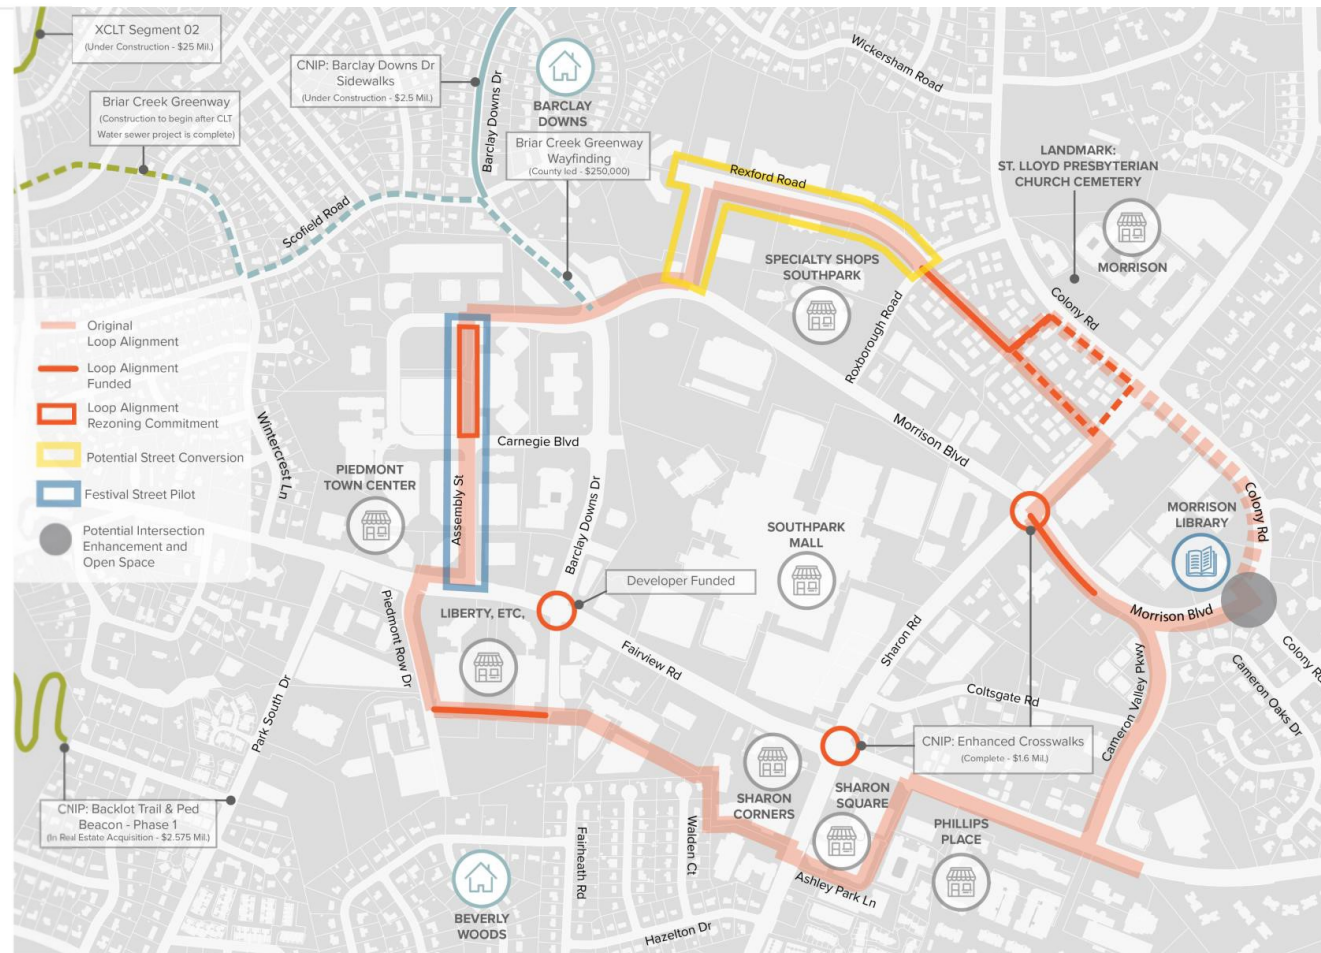 XCLT Segment 02
(Under Construction - $25 Mil.)
Briar Creek Greenway
(Construction to begin after CLT
Water sewer project is complete)
CNIP: Barclay Downs Dr
Sidewalks
(Under Construction - $2.5 Mil.)
Barclay Downs Dr
BARCLAY
DOWNS
Briar Creek Greenway
Wayfinding
(County led - $250,000)
Wickersham Road
Rexford Road
LANDMARK:
ST. LLOYD PRESBYTERIAN
CHURCH CEMETERY
MORRISON
Scofield Road
SPECIALTY SHOPS
SOUTHPARK
Colony Rd
Roxborough Road
Original
Loop Alignment
Loop Alignment
Funded
Loop Alignment
Rezoning Commitment
Potential Street Conversion
Festival Street Pilot
Potential Intersection
Enhancement and
Open Space
Wintercrest Ln
Carnegie Blvd
Morrison Blvd
PIEDMONT
TOWN CENTER
Assembly St
Barclay Downs Dr
SOUTHPARK
MALL
MORRISON
LIBRARY
Colony Rd
Developer Funded
LIBERTY, ETC,
Piedmont Row Dr
Fairview Rd
Sharon Rd
Morrison Blvd
Colony Rd
Cameron Oaks Dr
Cameron Valley Pkwy
Coltsgate Rd
Park South Dr
CNIP: Enhanced Crosswalks
(Complete - $1.6 Mil.)
CNIP: Backlot Trail & Ped
Beacon - Phase 1
(In Real Estate Acquisition - $2.575 Mil.)
SHARON
CORNERS
SHARON
SQUARE
PHILLIPS
PLACE
Fairheath Rd
Walden Ct
Ashley Park Ln
BEVERLY
WOODS
Hazelton Dr